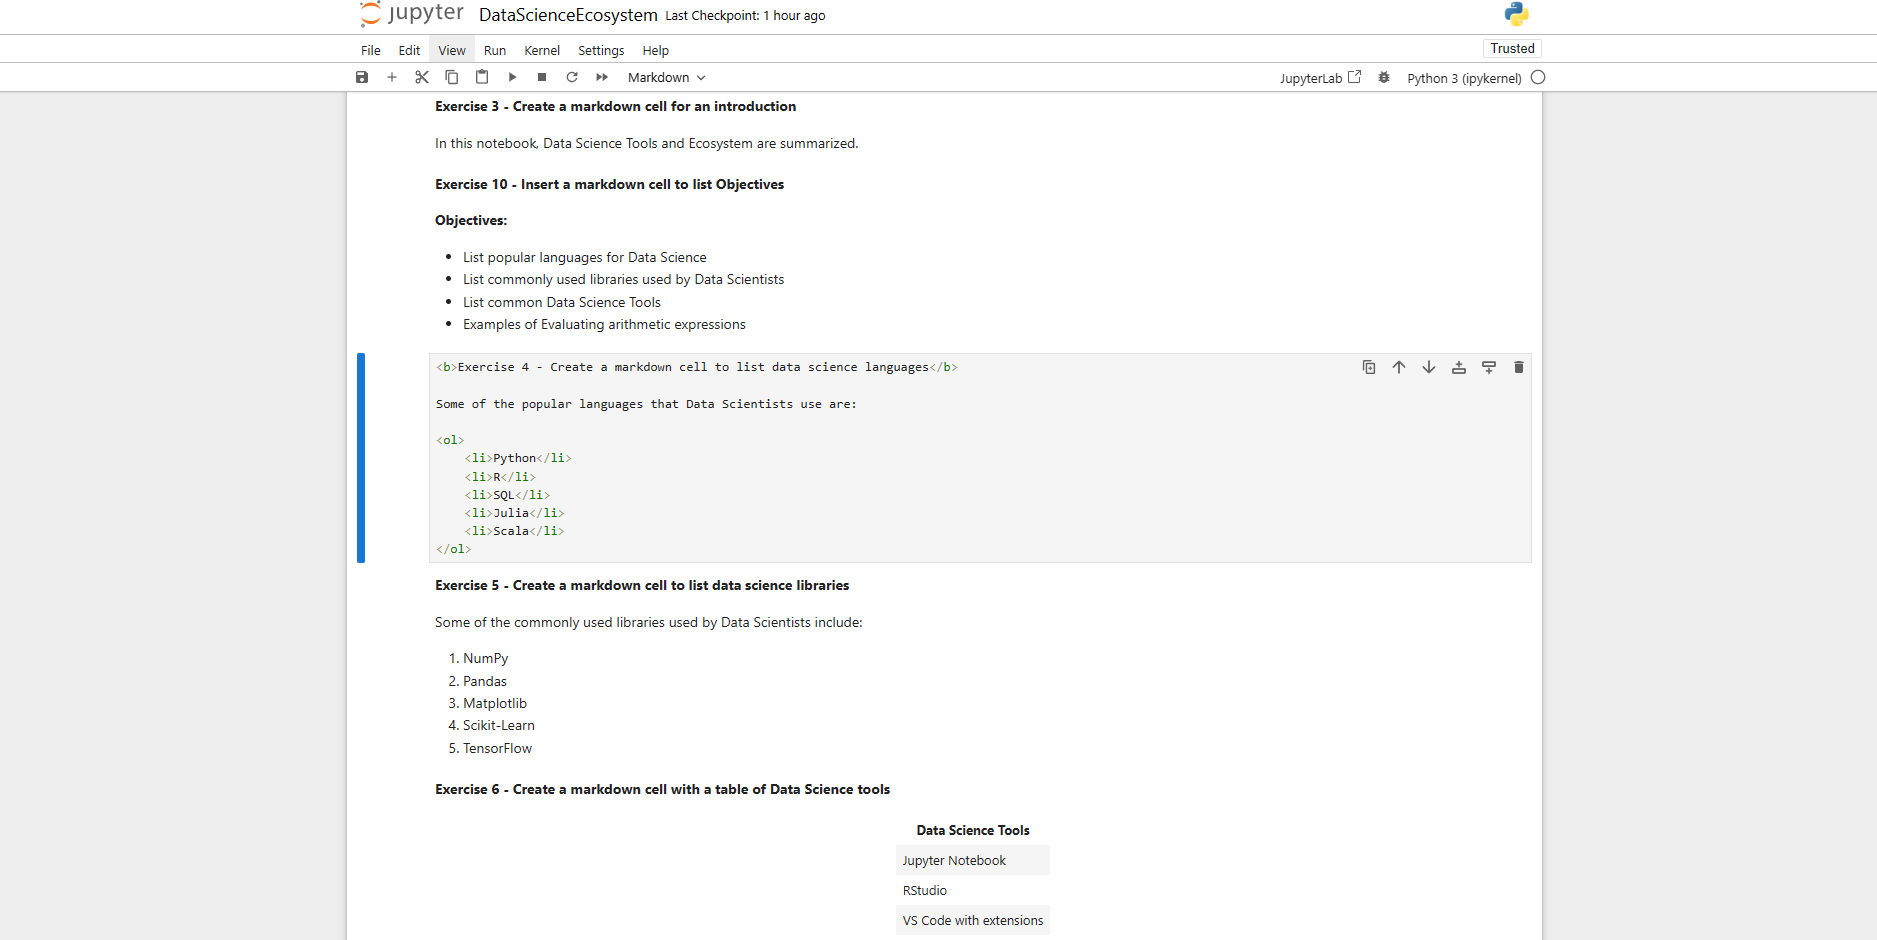 jupyter DataScienceEcosystem Last Checkpoint: 1 hour ago
File Edit View Run Kernel Settings Help Trusted
Markdown JupyterLab Python 3 (ipykernel)
Exercise 3 - Create a markdown cell for an introduction
In this notebook, Data Science Tools and Ecosystem are summarized.
Exercise 10 - Insert a markdown cell to list Objectives
Objectives:
• List popular languages for Data Science
• List commonly used libraries used by Data Scientists
• List common Data Science Tools
• Examples of Evaluating arithmetic expressions
<b>Exercise 4 - Create a markdown cell to list data science languages</b>
Some of the popular languages that Data Scientists use are:
<ol>
    <li>Python</li>
    <li>R</li>
    <li>SQL</li>
    <li>Julia</li>
    <li>Scala</li>
</ol>
Exercise 5 - Create a markdown cell to list data science libraries
Some of the commonly used libraries used by Data Scientists include:
1. NumPy
2. Pandas
3. Matplotlib
4. Scikit-Learn
5. TensorFlow
Exercise 6 - Create a markdown cell with a table of Data Science tools
Data Science Tools
Jupyter Notebook
RStudio
VS Code with extensions